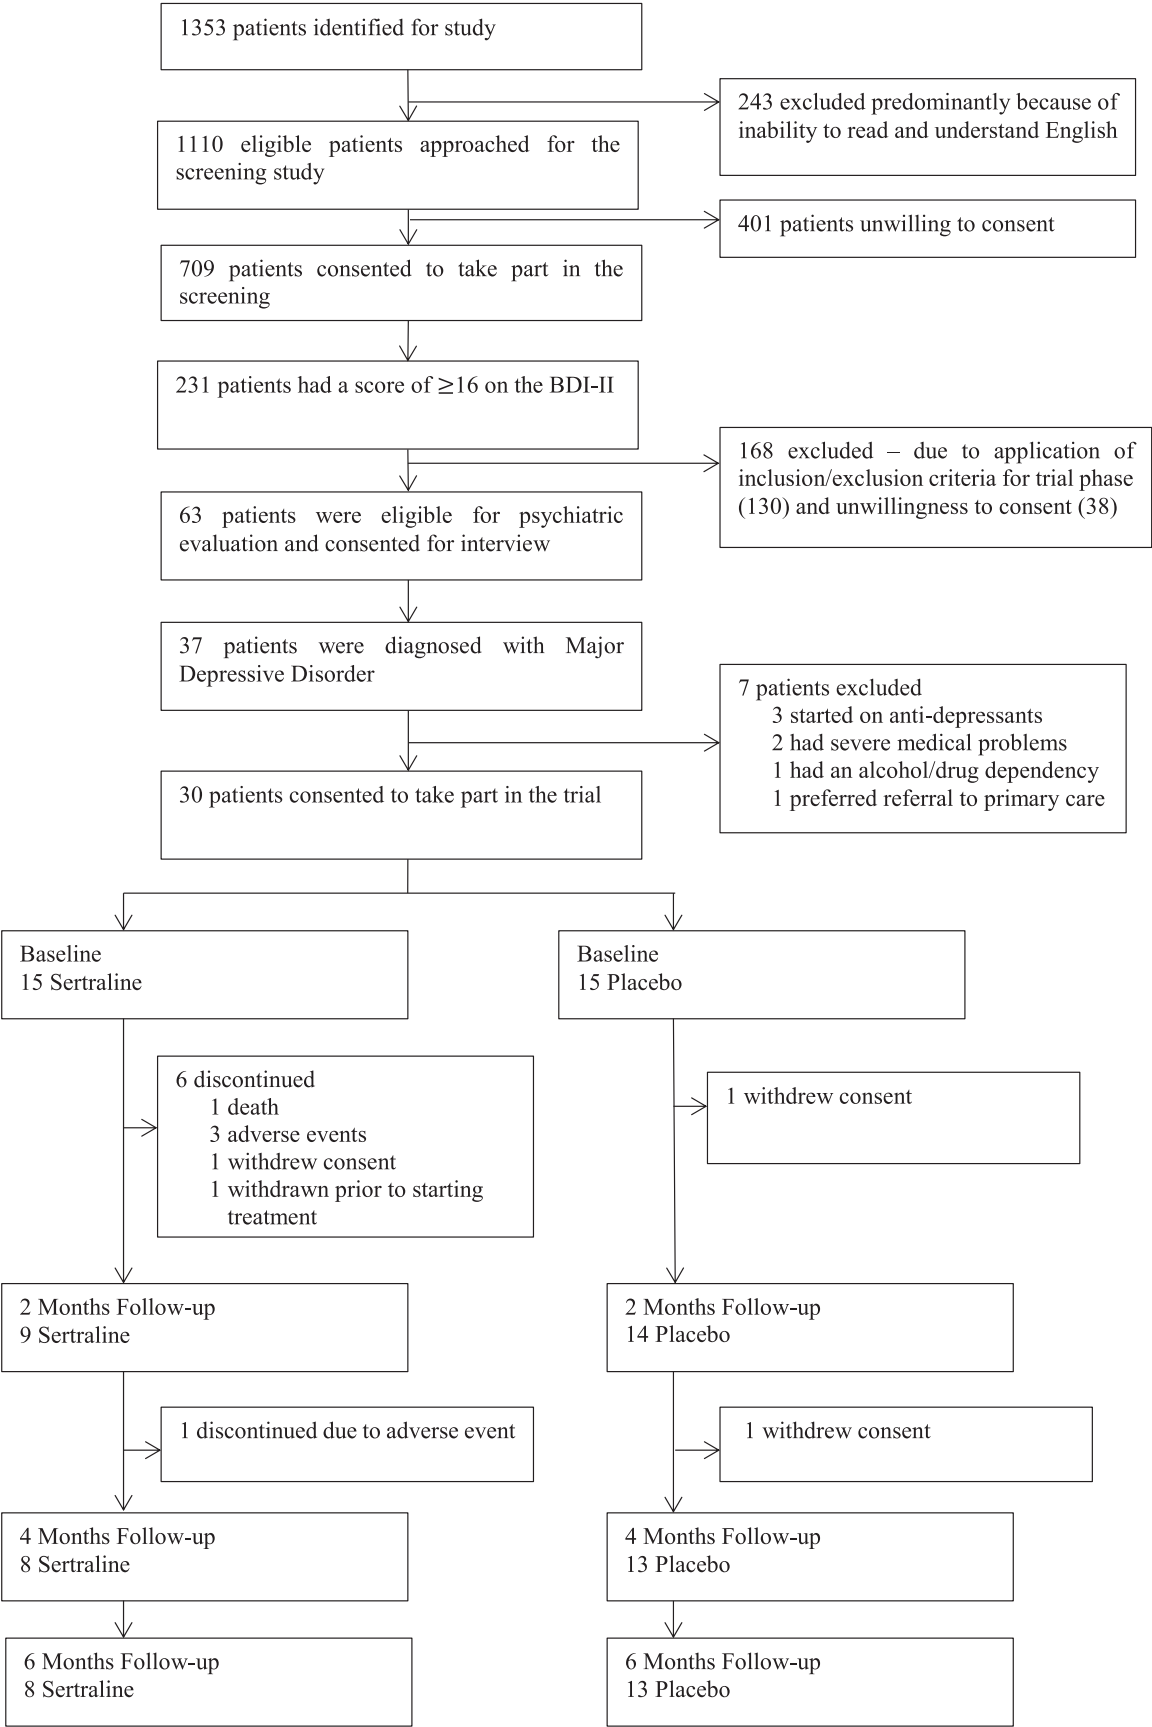 1353 patients identified for study
243 excluded predominantly because of
inability to read and understand English
1110 eligible patients approached for the
screening study
401 patients unwilling to consent
709 patients consented to take part in the
screening
231 patients had a score of ≥16 on the BDI-II
168 excluded – due to application of
inclusion/exclusion criteria for trial phase
(130) and unwillingness to consent (38)
63 patients were eligible for psychiatric
evaluation and consented for interview
37 patients were diagnosed with Major
Depressive Disorder
7 patients excluded
3 started on anti-depressants
2 had severe medical problems
1 had an alcohol/drug dependency
1 preferred referral to primary care
30 patients consented to take part in the trial
Baseline
15 Sertraline
Baseline
15 Placebo
6 discontinued
1 death
3 adverse events
1 withdrew consent
1 withdrawn prior to starting
treatment
1 withdrew consent
2 Months Follow-up
9 Sertraline
2 Months Follow-up
14 Placebo
1 discontinued due to adverse event
1 withdrew consent
4 Months Follow-up
8 Sertraline
4 Months Follow-up
13 Placebo
6 Months Follow-up
8 Sertraline
6 Months Follow-up
13 Placebo